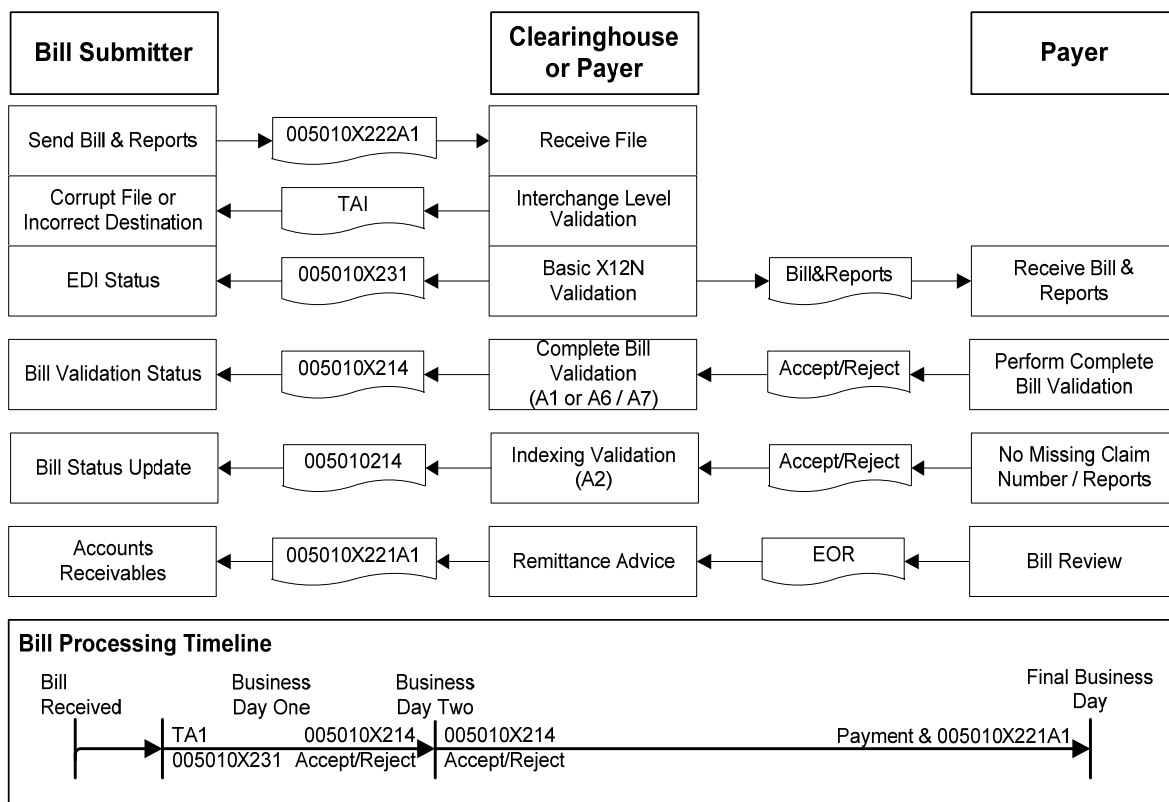 Bill Submitter
Clearinghouse
or Payer
Payer
Send Bill & Reports
005010X222A1
Receive File
Corrupt File or
Incorrect Destination
TAI
Interchange Level
Validation
EDI Status
005010X231
Basic X12N
Validation
Bill&Reports
Receive Bill &
Reports
Bill Validation Status
005010X214
Complete Bill
Validation
(A1 or A6 / A7)
Accept/Reject
Perform Complete
Bill Validation
Bill Status Update
005010214
Indexing Validation
(A2)
Accept/Reject
No Missing Claim
Number / Reports
Accounts
Receivables
005010X221A1
Remittance Advice
EOR
Bill Review
Bill Processing Timeline
Bill
Received
Business
Day One
Business
Day Two
Final Business
Day
TA1
005010X231
005010X214
Accept/Reject
005010X214
Accept/Reject
Payment & 005010X221A1